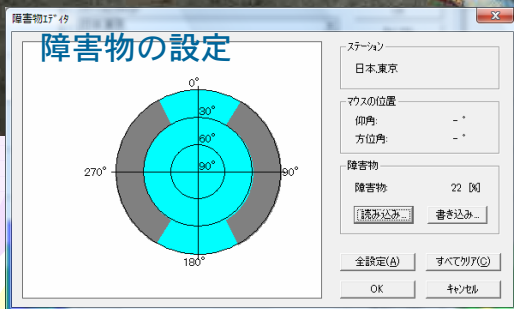 障害物ｴﾃﾞｨﾀ
障害物の設定
ｽﾃｰｼｮﾝ
日本,東京
ﾏｳｽの位置
仰角: - °
方位角: - °
障害物
障害物: 22 [%]
読み込み...
書き込み...
全設定(A)
すべてｸﾘｱ(C)
OK
ｷｬﾝｾﾙ
0°
30°
60°
90°
270°
90°
180°